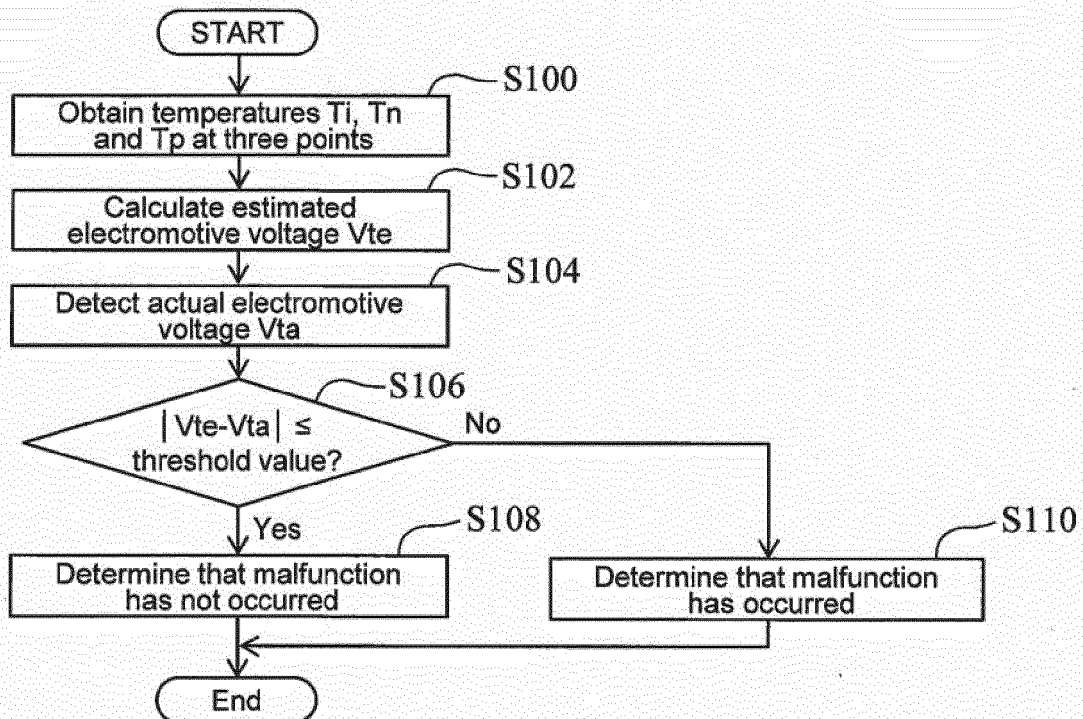 START
S100
Obtain temperatures Ti, Tn
and Tp at three points
S102
Calculate estimated
electromotive voltage Vte
S104
Detect actual electromotive
voltage Vta
S106
|Vte-Vta| ≤
threshold value?
No
Yes
S108
Determine that malfunction
has not occurred
S110
Determine that malfunction
has occurred
End